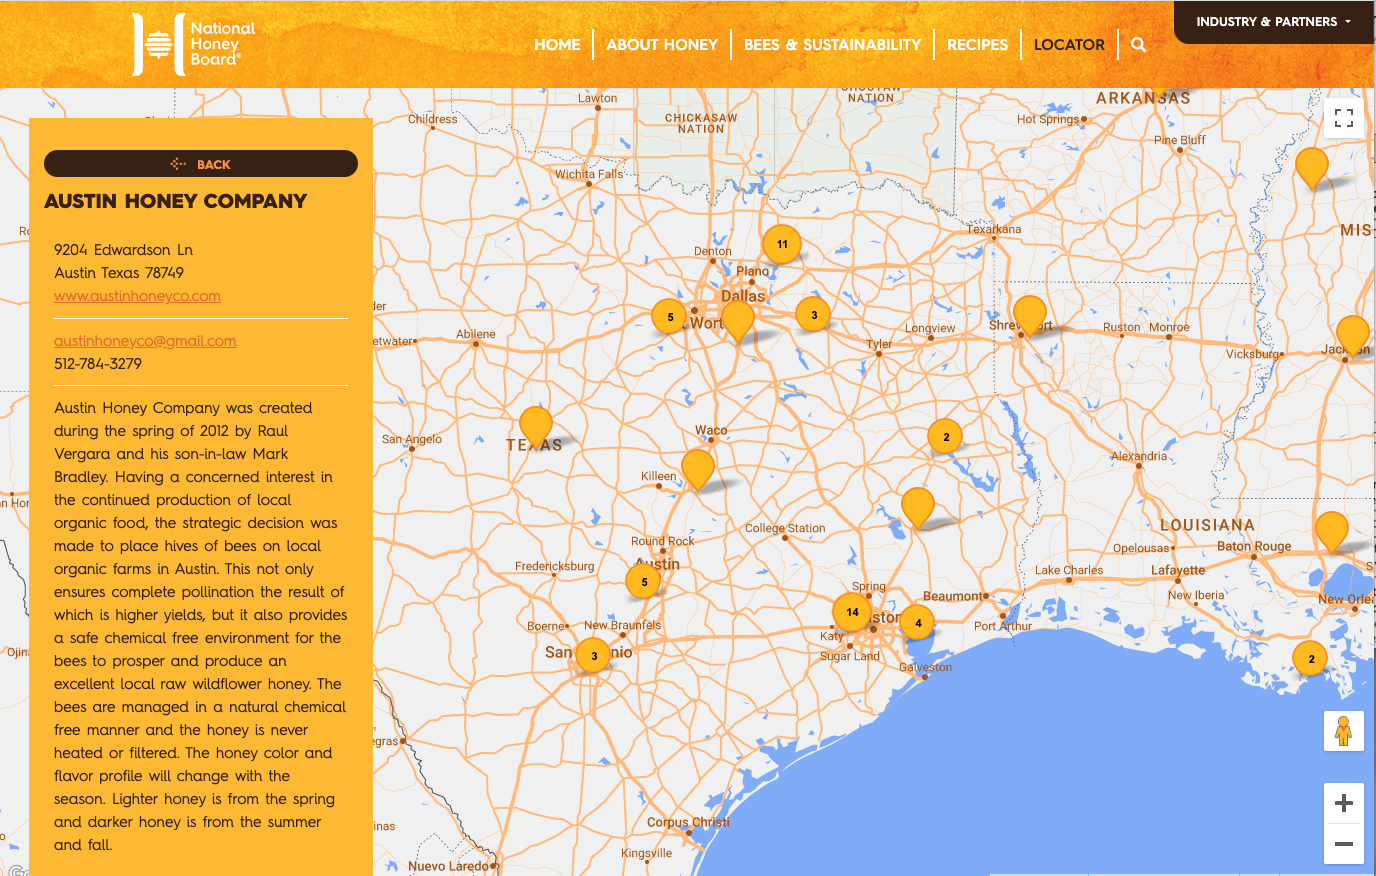 National
Honey
Board
HOME
ABOUT HONEY
BEES & SUSTAINABILITY
RECIPES
LOCATOR
INDUSTRY & PARTNERS
BACK
AUSTIN HONEY COMPANY
9204 Edwardson Ln
Austin Texas 78749
www.austinhoneyco.com
austinhoneyco@gmail.com
512-784-3279
Austin Honey Company was created
during the spring of 2012 by Raul
Vergara and his son-in-law Mark
Bradley. Having a concerned interest in
the continued production of local
organic food, the strategic decision was
made to place hives of bees on local
organic farms in Austin. This not only
ensures complete pollination the result of
which is higher yields, but it also provides
a safe chemical free environment for the
bees to prosper and produce an
excellent local raw wildflower honey. The
bees are managed in a natural chemical
free manner and the honey is never
heated or filtered. The honey color and
flavor profile will change with the
season. Lighter honey is from the spring
and darker honey is from the summer
and fall.
Lawton
Childress
CHICKASAW
NATION
NATION
ARKANSAS
Hot Springs
Pine Bluff
Wichita Falls
Texarkana
MIS
11
Denton
Plano
Dallas
5
Wort
3
Longview
Ruston
Monroe
Abilene
Tyler
Vicksburg
TEXAS
Waco
2
San Angelo
Killeen
Alexandria
College Station
LOUISIANA
Round Rock
Opelousas
Baton Rouge
Fredericksburg
Austin
5
Lake Charles
Lafayette
Spring
Beaumont
New Iberia
New Orle
14
ston
4
Boerne
New Braunfels
Katy
Port Arthur
San
3
nio
Sugar Land
Galveston
2
egras
Corpus Christi
inas
Kingsville
Nuevo Laredo